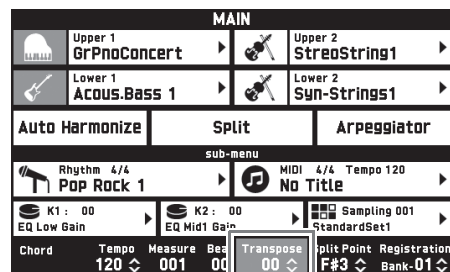 MAIN
Upper 1
GrPnoConcert
Upper 2
StreoString1
Lower 1
Acous.Bass 1
Lower 2
Syn-Strings1
Auto Harmonize Split Arpeggiator
sub-menu
Rhythm 4/4
Pop Rock 1
MIDI 4/4 Tempo 120
No Title
K1 : 00
EQ Low Gain
K2 : 00
EQ Mid1 Gain
Sampling 001
StandardSet1
Chord Tempo Measure Transpose Split Point Registration
120 001 00 00 F#3 Bank-01